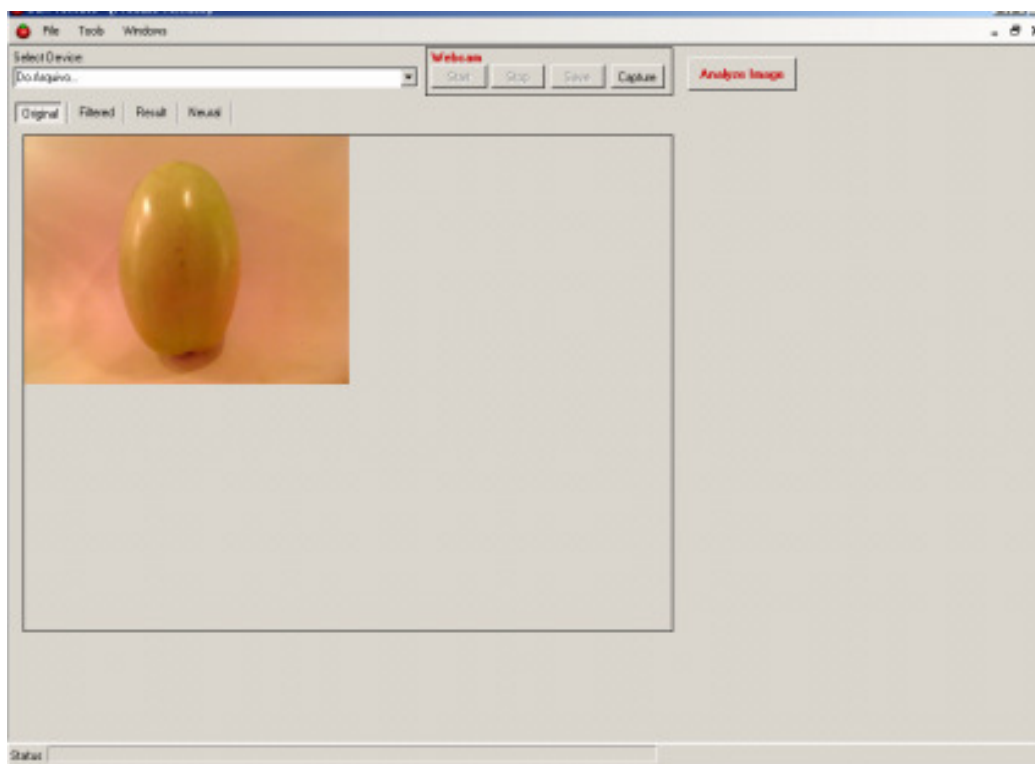 File Tools Windows
Select Device
Do Arquivo...
Webcam
Start Stop Save Capture
Analyze Image
Original Filtered Result Neural
Status